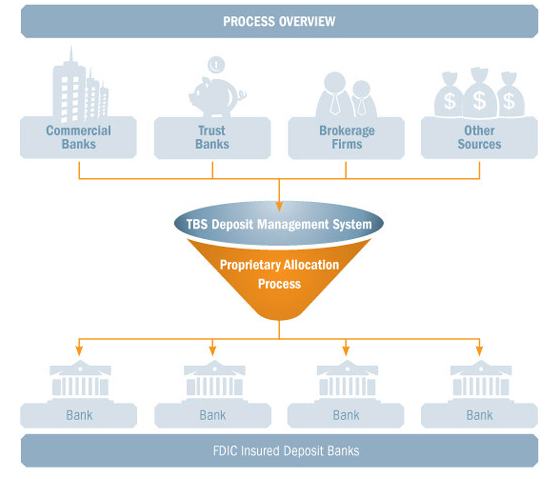 PROCESS OVERVIEW
$ $ $
Commercial
Banks
Trust
Banks
Brokerage
Firms
Other
Sources
TBS Deposit Management System
Proprietary Allocation
Process
Bank
Bank
Bank
Bank
FDIC Insured Deposit Banks